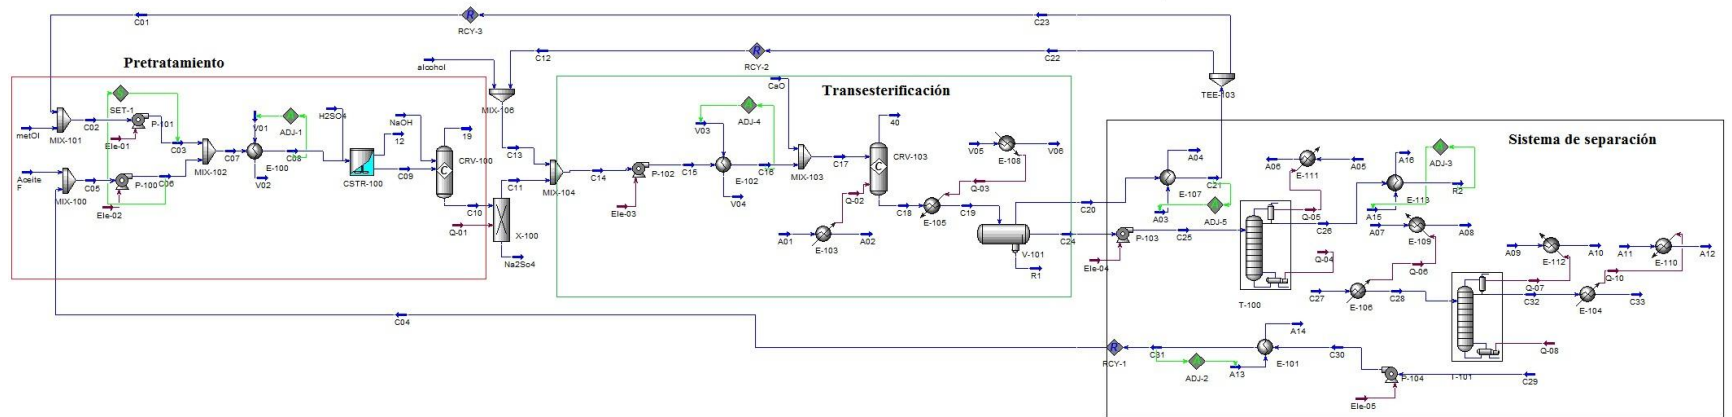 C01
RCY-3
C23
C12
RCY-2
C22
Pretratamiento
alcohol
MIX-106
CaO
Transesterificación
TEE-103
SET-1
V01
ADJ-1
H2SO4
NaOH
12
19
V03
ADJ-4
40
V05
E-108
V06
Sistema de separación
metOl
MIX-101
C02
Ele-01
P-101
C03
MIX-102
C07
E-100
C08
V02
CSTR-100
C09
CRV-100
C13
C10
Q-01
C11
X-100
Na2So4
Aceite
F
MIX-100
C05
P-100
C06
Ele-02
MIX-104
C14
P-102
C15
Ele-03
E-102
C16
V04
MIX-103
C17
CRV-103
Q-02
Q-03
A01
E-103
A02
C18
E-105
C19
V-101
R1
C20
C24
A04
E-107
C21
A03
ADJ-5
P-103
C25
Ele-04
A06
E-111
A05
Q-05
C26
T-100
Q-04
A16
ADJ-3
E-113
R2
A15
A07
E-109
A08
Q-06
C27
E-106
C28
A09
E-112
A10
A11
E-110
A12
Q-07
Q-10
C32
E-104
C33
T-101
Q-08
C04
RCY-1
C31
ADJ-2
A13
A14
E-101
C30
P-104
C29
Ele-05